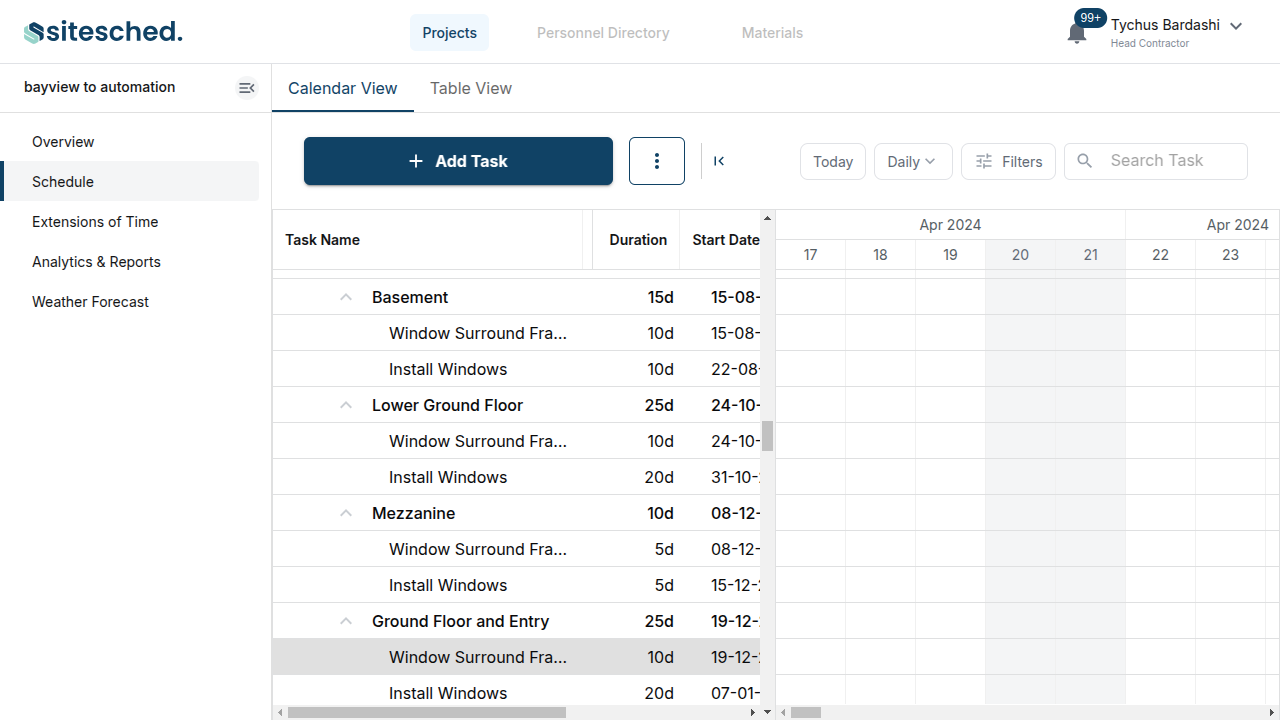 sitesched.
Projects
Personnel Directory
Materials
99+
Tychus Bardashi
Head Contractor
bayview to automation
Calendar View
Table View
Overview
Schedule
Extensions of Time
Analytics & Reports
Weather Forecast
Add Task
Today
Daily
Filters
Search Task
Task Name
Duration
Start Date
Apr 2024
Apr 2024
17 18 19 20 21 22 23
Basement 15d 15-08-
Window Surround Fra... 10d 15-08-
Install Windows 10d 22-08-
Lower Ground Floor 25d 24-10-
Window Surround Fra... 10d 24-10-
Install Windows 20d 31-10-
Mezzanine 10d 08-12-
Window Surround Fra... 5d 08-12-
Install Windows 5d 15-12-
Ground Floor and Entry 25d 19-12-
Window Surround Fra... 10d 19-12-
Install Windows 20d 07-01-